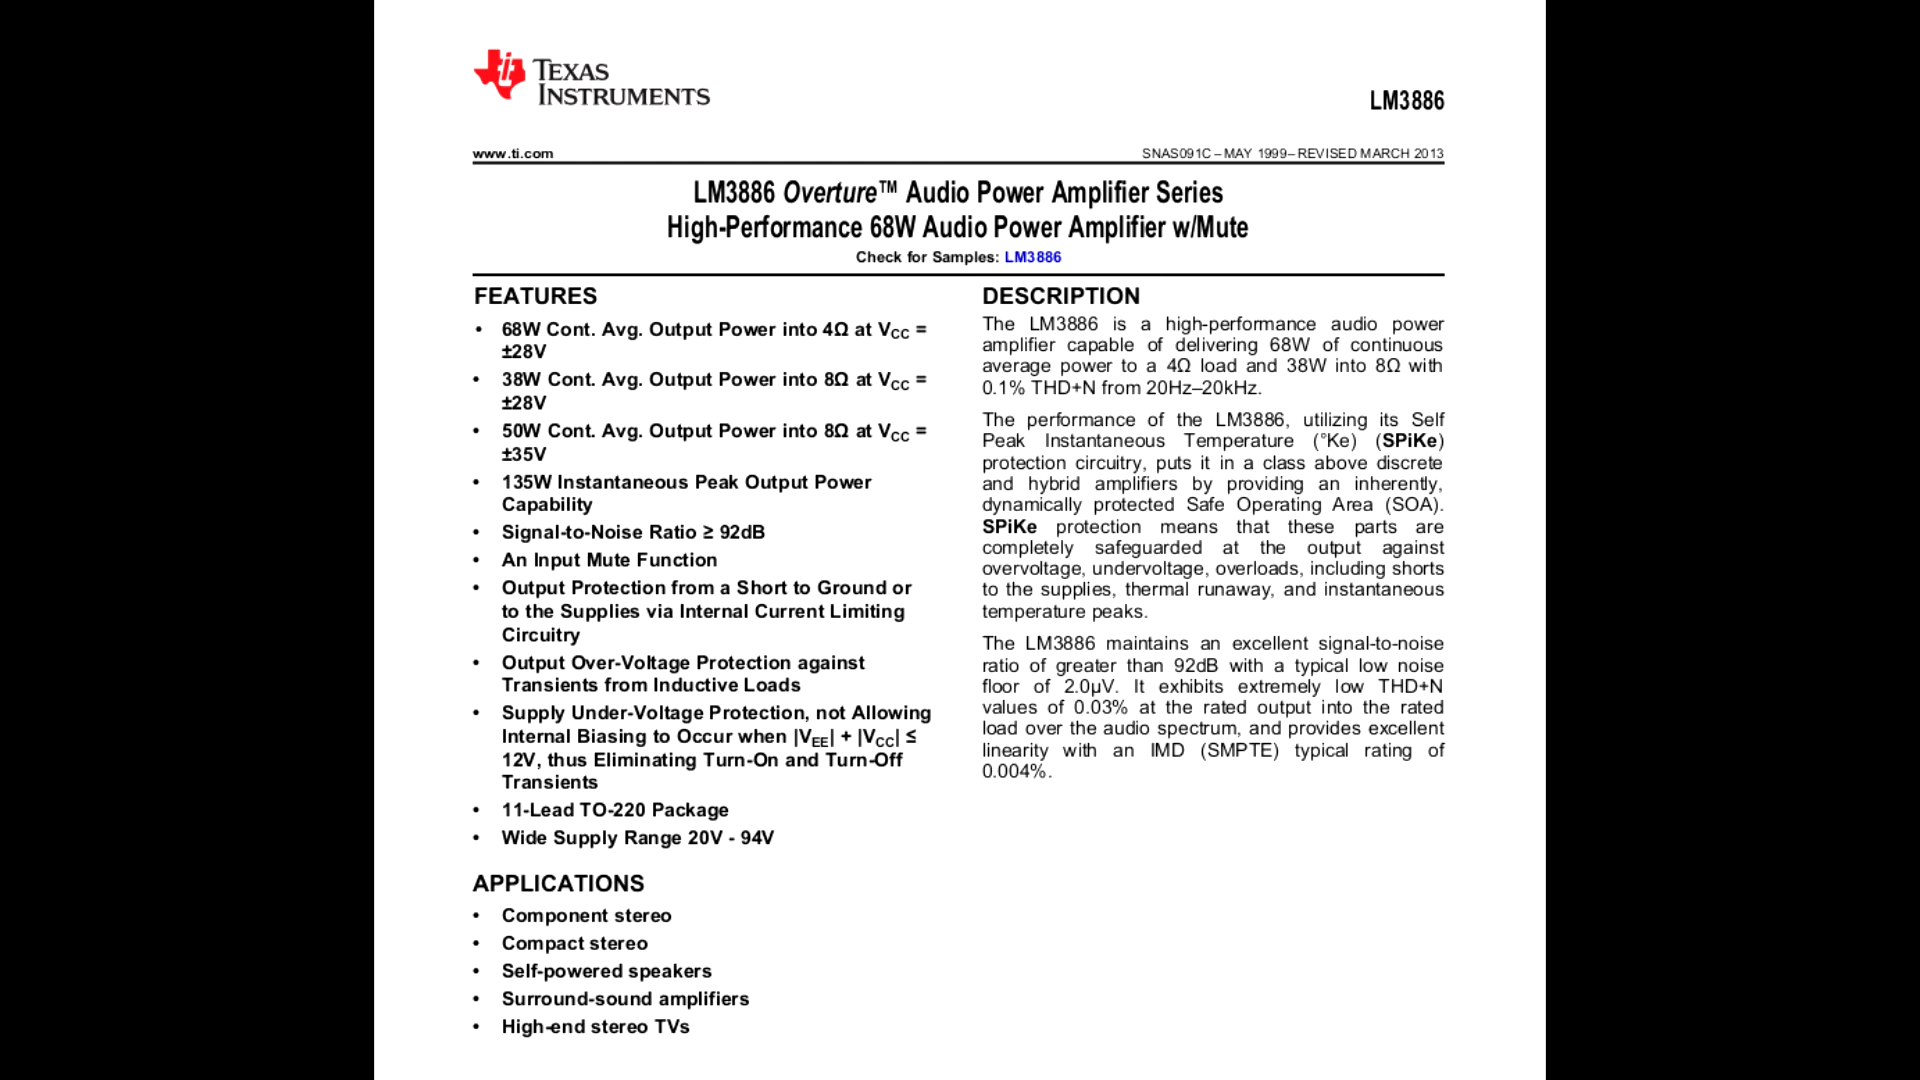 TEXAS
INSTRUMENTS
LM3886
www.ti.com
SNAS091C – MAY 1999 – REVISED MARCH 2013
LM3886 Overture™ Audio Power Amplifier Series
High-Performance 68W Audio Power Amplifier w/Mute
Check for Samples: LM3886
FEATURES
• 68W Cont. Avg. Output Power into 4Ω at VCC =
±28V
• 38W Cont. Avg. Output Power into 8Ω at VCC =
±28V
• 50W Cont. Avg. Output Power into 8Ω at VCC =
±35V
• 135W Instantaneous Peak Output Power
Capability
• Signal-to-Noise Ratio ≥ 92dB
• An Input Mute Function
• Output Protection from a Short to Ground or
to the Supplies via Internal Current Limiting
Circuitry
• Output Over-Voltage Protection against
Transients from Inductive Loads
• Supply Under-Voltage Protection, not Allowing
Internal Biasing to Occur when |VEE| + |VCC| ≤
12V, thus Eliminating Turn-On and Turn-Off
Transients
• 11-Lead TO-220 Package
• Wide Supply Range 20V - 94V
APPLICATIONS
• Component stereo
• Compact stereo
• Self-powered speakers
• Surround-sound amplifiers
• High-end stereo TVs
DESCRIPTION
The LM3886 is a high-performance audio power
amplifier capable of delivering 68W of continuous
average power to a 4Ω load and 38W into 8Ω with
0.1% THD+N from 20Hz–20kHz.
The performance of the LM3886, utilizing its Self
Peak Instantaneous Temperature (°Ke) (SPiKe)
protection circuitry, puts it in a class above discrete
and hybrid amplifiers by providing an inherently,
dynamically protected Safe Operating Area (SOA).
SPiKe protection means that these parts are
completely safeguarded at the output against
overvoltage, undervoltage, overloads, including shorts
to the supplies, thermal runaway, and instantaneous
temperature peaks.
The LM3886 maintains an excellent signal-to-noise
ratio of greater than 92dB with a typical low noise
floor of 2.0μV. It exhibits extremely low THD+N
values of 0.03% at the rated output into the rated
load over the audio spectrum, and provides excellent
linearity with an IMD (SMPTE) typical rating of
0.004%.